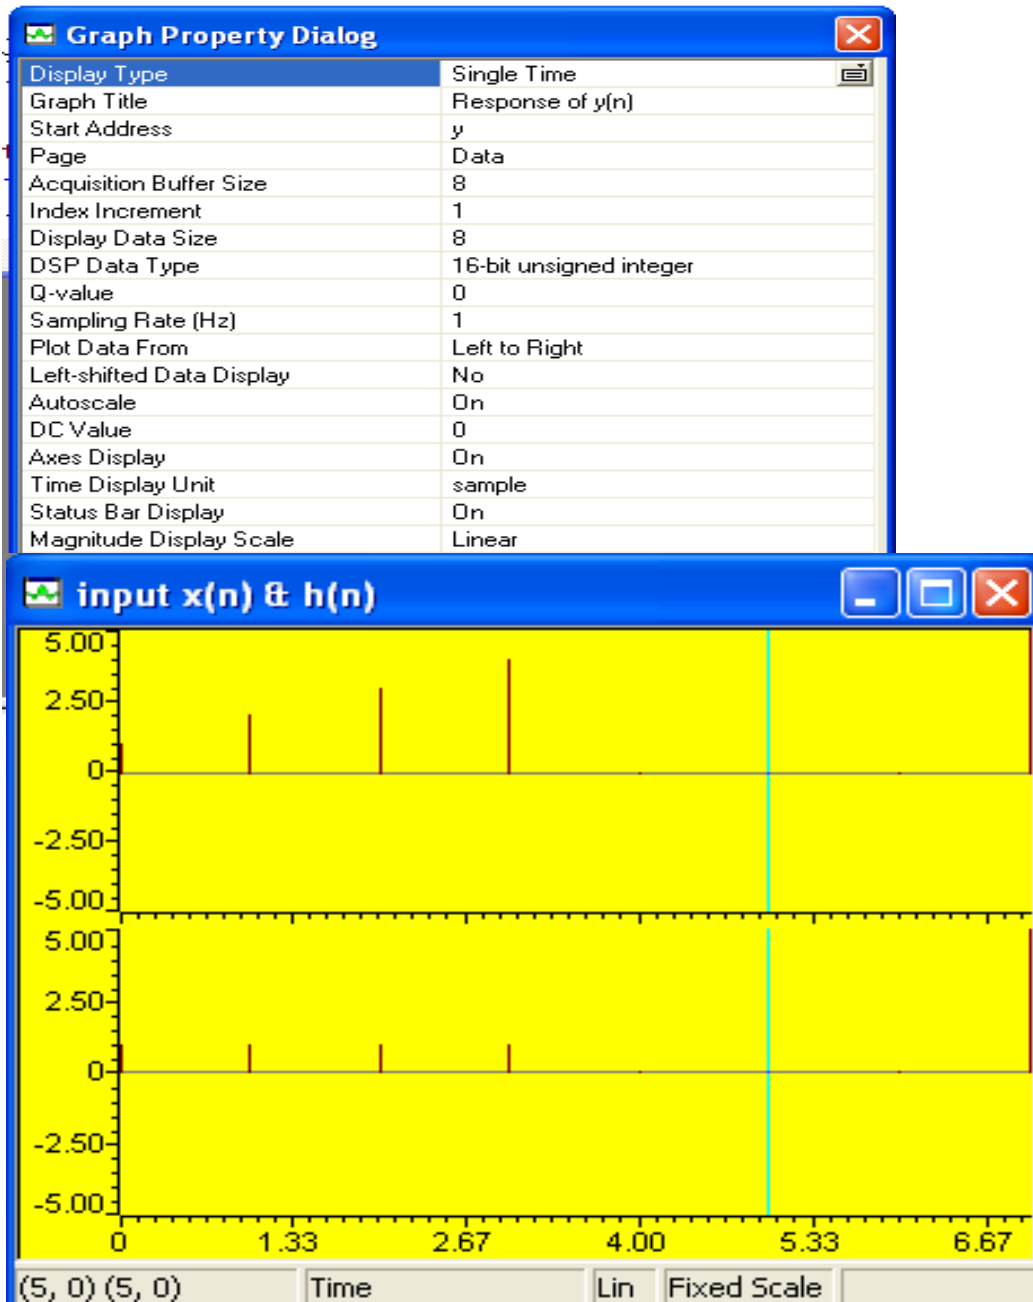 Graph Property Dialog
Display Type Single Time
Graph Title Response of y(n)
Start Address y
Page Data
Acquisition Buffer Size 8
Index Increment 1
Display Data Size 8
DSP Data Type 16-bit unsigned integer
Q-value 0
Sampling Rate (Hz) 1
Plot Data From Left to Right
Left-shifted Data Display No
Autoscale On
DC Value 0
Axes Display On
Time Display Unit sample
Status Bar Display On
Magnitude Display Scale Linear
input x(n) & h(n)
5.00
2.50
0
-2.50
-5.00
5.00
2.50
0
-2.50
-5.00
0 1.33 2.67 4.00 5.33 6.67
(5, 0) (5, 0) Time Lin Fixed Scale